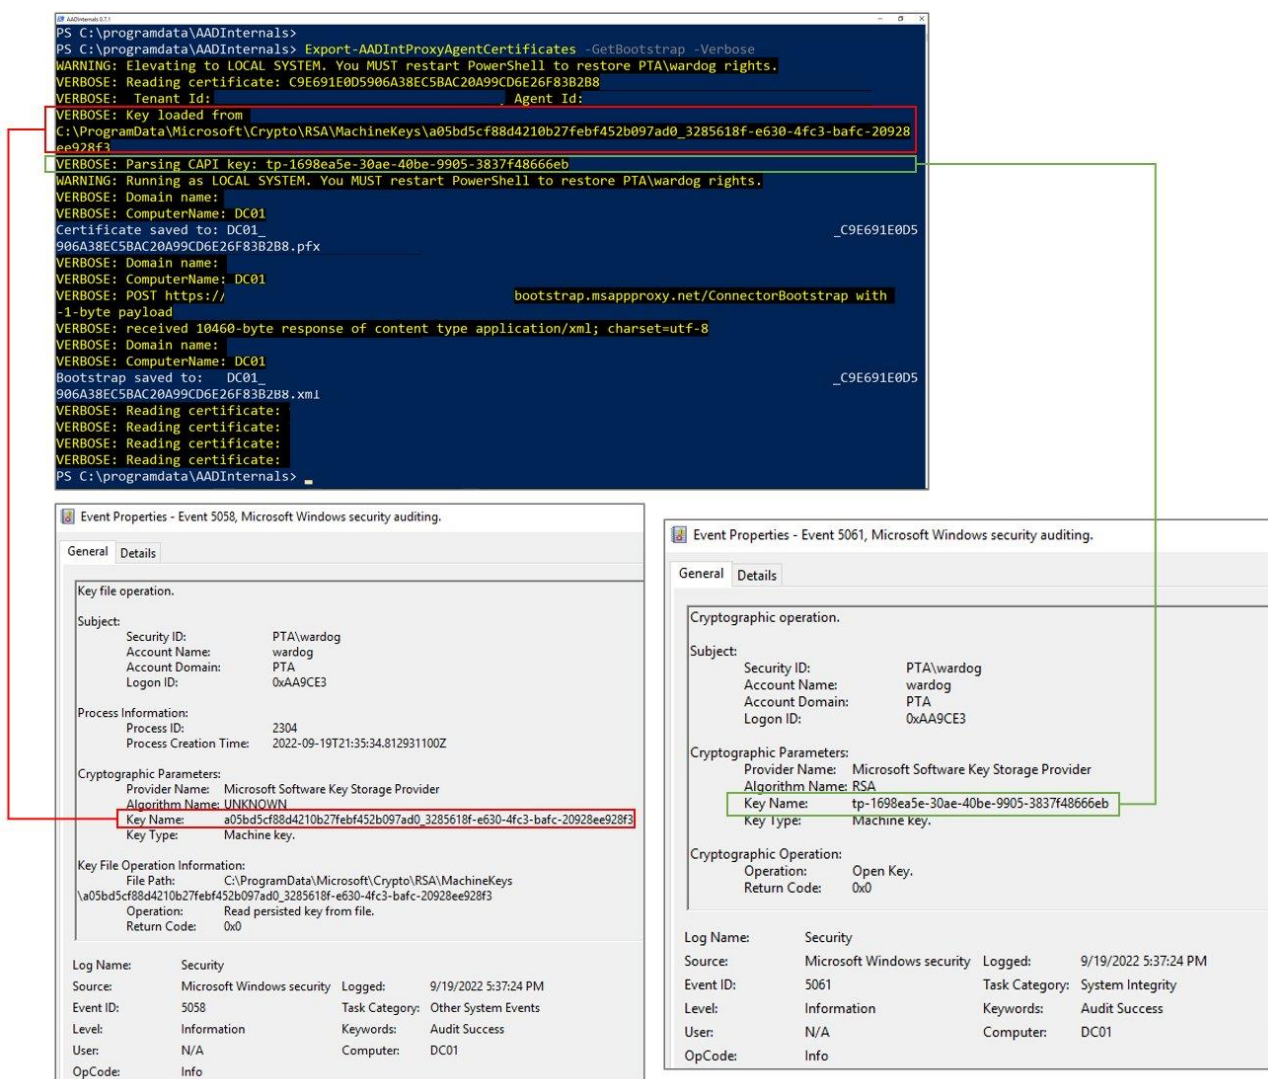 AADInternals 0.7.1
PS C:\programdata\AADInternals>
PS C:\programdata\AADInternals> Export-AADIntProxyAgentCertificates -GetBootstrap -Verbose
WARNING: Elevating to LOCAL SYSTEM. You MUST restart PowerShell to restore PTA\wardog rights.
VERBOSE: Reading certificate: C9E691E0D5906A38EC5BAC20A99CD6E26F83B2B8
VERBOSE:  Tenant Id: , Agent Id:
VERBOSE: Key loaded from
C:\ProgramData\Microsoft\Crypto\RSA\MachineKeys\a05bd5cf88d4210b27febf452b097ad0_3285618f-e630-4fc3-bafc-20928
ee928f3
VERBOSE: Parsing CAPI key: tp-1698ea5e-30ae-40be-9905-3837f48666eb
WARNING: Running as LOCAL SYSTEM. You MUST restart PowerShell to restore PTA\wardog rights.
VERBOSE: Domain name:
VERBOSE: ComputerName: DC01
Certificate saved to: DC01_ _C9E691E0D5
906A38EC5BAC20A99CD6E26F83B2B8.pfx
VERBOSE: Domain name:
VERBOSE: ComputerName: DC01
VERBOSE: POST https:// bootstrap.msappproxy.net/ConnectorBootstrap with
-1-byte payload
VERBOSE: received 10460-byte response of content type application/xml; charset=utf-8
VERBOSE: Domain name:
VERBOSE: ComputerName: DC01
Bootstrap saved to:   DC01_ _C9E691E0D5
906A38EC5BAC20A99CD6E26F83B2B8.xml
VERBOSE: Reading certificate:
VERBOSE: Reading certificate:
VERBOSE: Reading certificate:
VERBOSE: Reading certificate:
PS C:\programdata\AADInternals>
Event Properties - Event 5058, Microsoft Windows security auditing.
General Details
Key file operation.
Subject:
Security ID: PTA\wardog
Account Name: wardog
Account Domain: PTA
Logon ID: 0xAA9CE3
Process Information:
Process ID: 2304
Process Creation Time: 2022-09-19T21:35:34.812931100Z
Cryptographic Parameters:
Provider Name: Microsoft Software Key Storage Provider
Algorithm Name: UNKNOWN
Key Name: a05bd5cf88d4210b27febf452b097ad0_3285618f-e630-4fc3-bafc-20928ee928f3
Key Type: Machine key.
Key File Operation Information:
File Path: C:\ProgramData\Microsoft\Crypto\RSA\MachineKeys
\a05bd5cf88d4210b27febf452b097ad0_3285618f-e630-4fc3-bafc-20928ee928f3
Operation: Read persisted key from file.
Return Code: 0x0
Log Name: Security
Source: Microsoft Windows security Logged: 9/19/2022 5:37:24 PM
Event ID: 5058 Task Category: Other System Events
Level: Information Keywords: Audit Success
User: N/A Computer: DC01
OpCode: Info
Event Properties - Event 5061, Microsoft Windows security auditing.
General Details
Cryptographic operation.
Subject:
Security ID: PTA\wardog
Account Name: wardog
Account Domain: PTA
Logon ID: 0xAA9CE3
Cryptographic Parameters:
Provider Name: Microsoft Software Key Storage Provider
Algorithm Name: RSA
Key Name: tp-1698ea5e-30ae-40be-9905-3837f48666eb
Key Type: Machine key.
Cryptographic Operation:
Operation: Open Key.
Return Code: 0x0
Log Name: Security
Source: Microsoft Windows security Logged: 9/19/2022 5:37:24 PM
Event ID: 5061 Task Category: System Integrity
Level: Information Keywords: Audit Success
User: N/A Computer: DC01
OpCode: Info